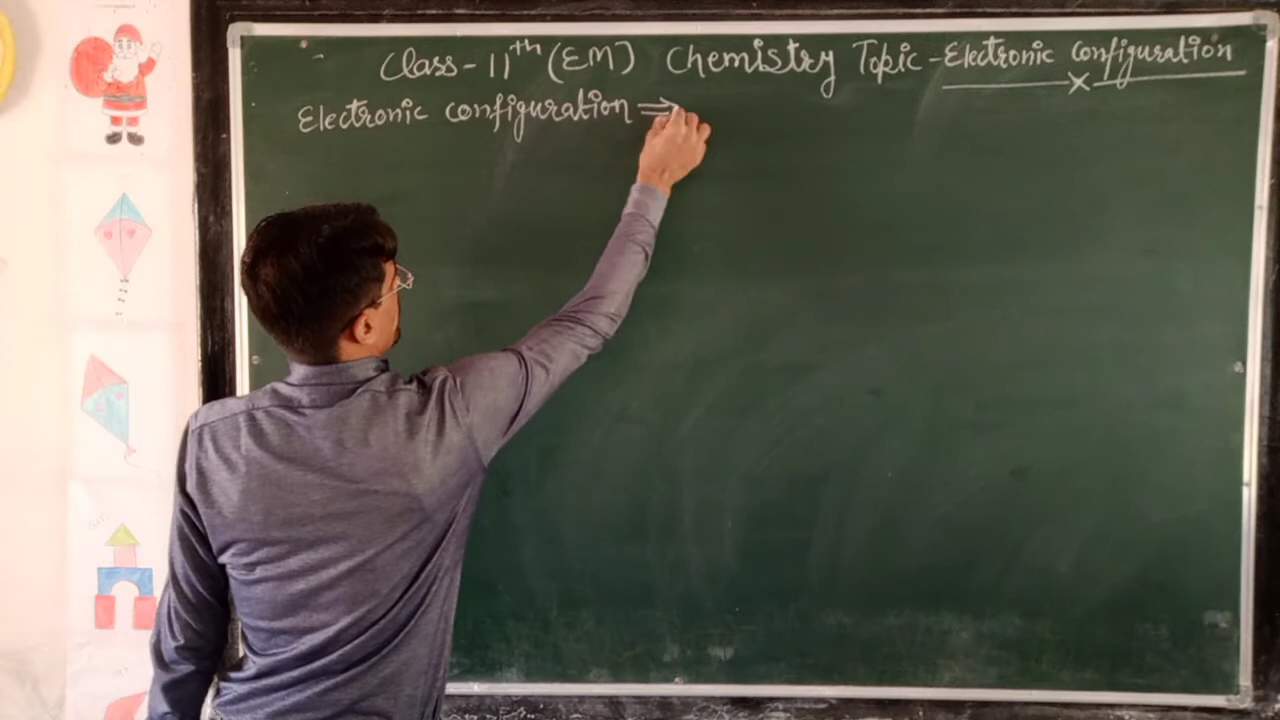 Class-11th (EM) Chemistry Topic-Electronic configuration
Electronic configuration ⇒